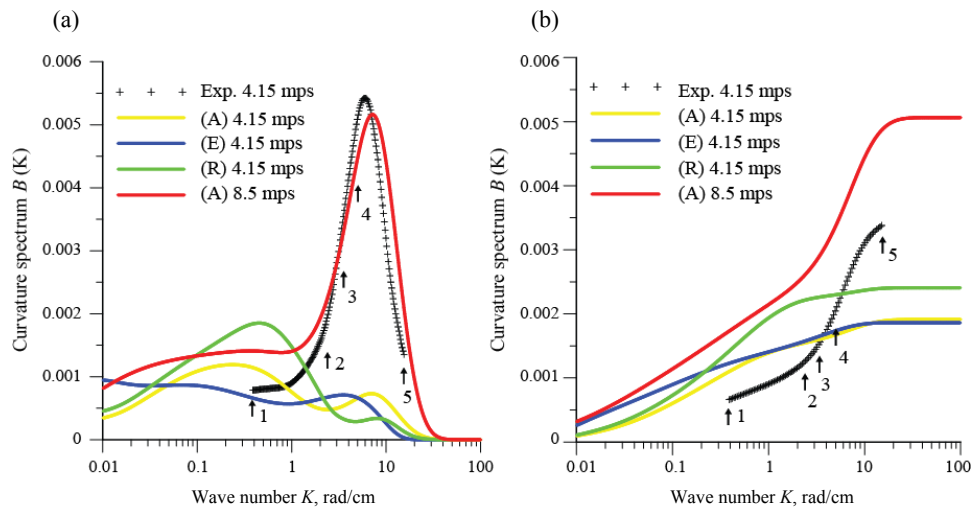 (a)
0.006
0.005
0.004
0.003
0.002
0.001
0
Curvature spectrum B (K)
+ + + Exp. 4.15 mps
(A) 4.15 mps
(E) 4.15 mps
(R) 4.15 mps
(A) 8.5 mps
1
2
3
4
5
0.01 0.1 1 10 100
Wave number K, rad/cm
(b)
0.006
0.005
0.004
0.003
0.002
0.001
0
Curvature spectrum B (K)
+ + + Exp. 4.15 mps
(A) 4.15 mps
(E) 4.15 mps
(R) 4.15 mps
(A) 8.5 mps
1
2
3
4
5
0.01 0.1 1 10 100
Wave number K, rad/cm